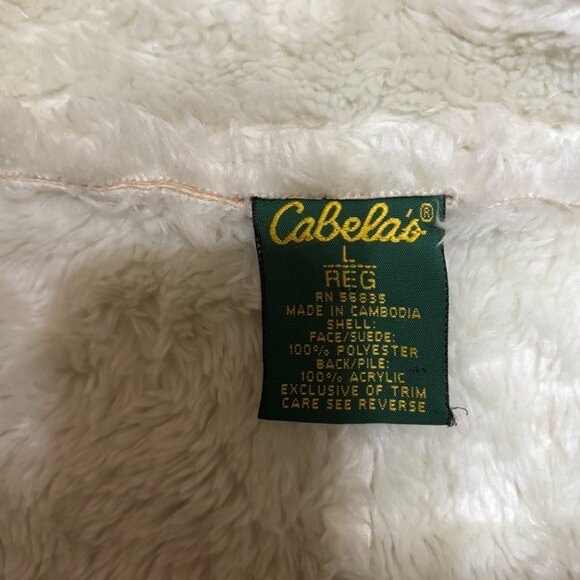 Cabela's®
L
REG
RN 56835
MADE IN CAMBODIA
SHELL:
FACE/SUEDE:
100% POLYESTER
BACK/PILE:
100% ACRYLIC
EXCLUSIVE OF TRIM
CARE SEE REVERSE